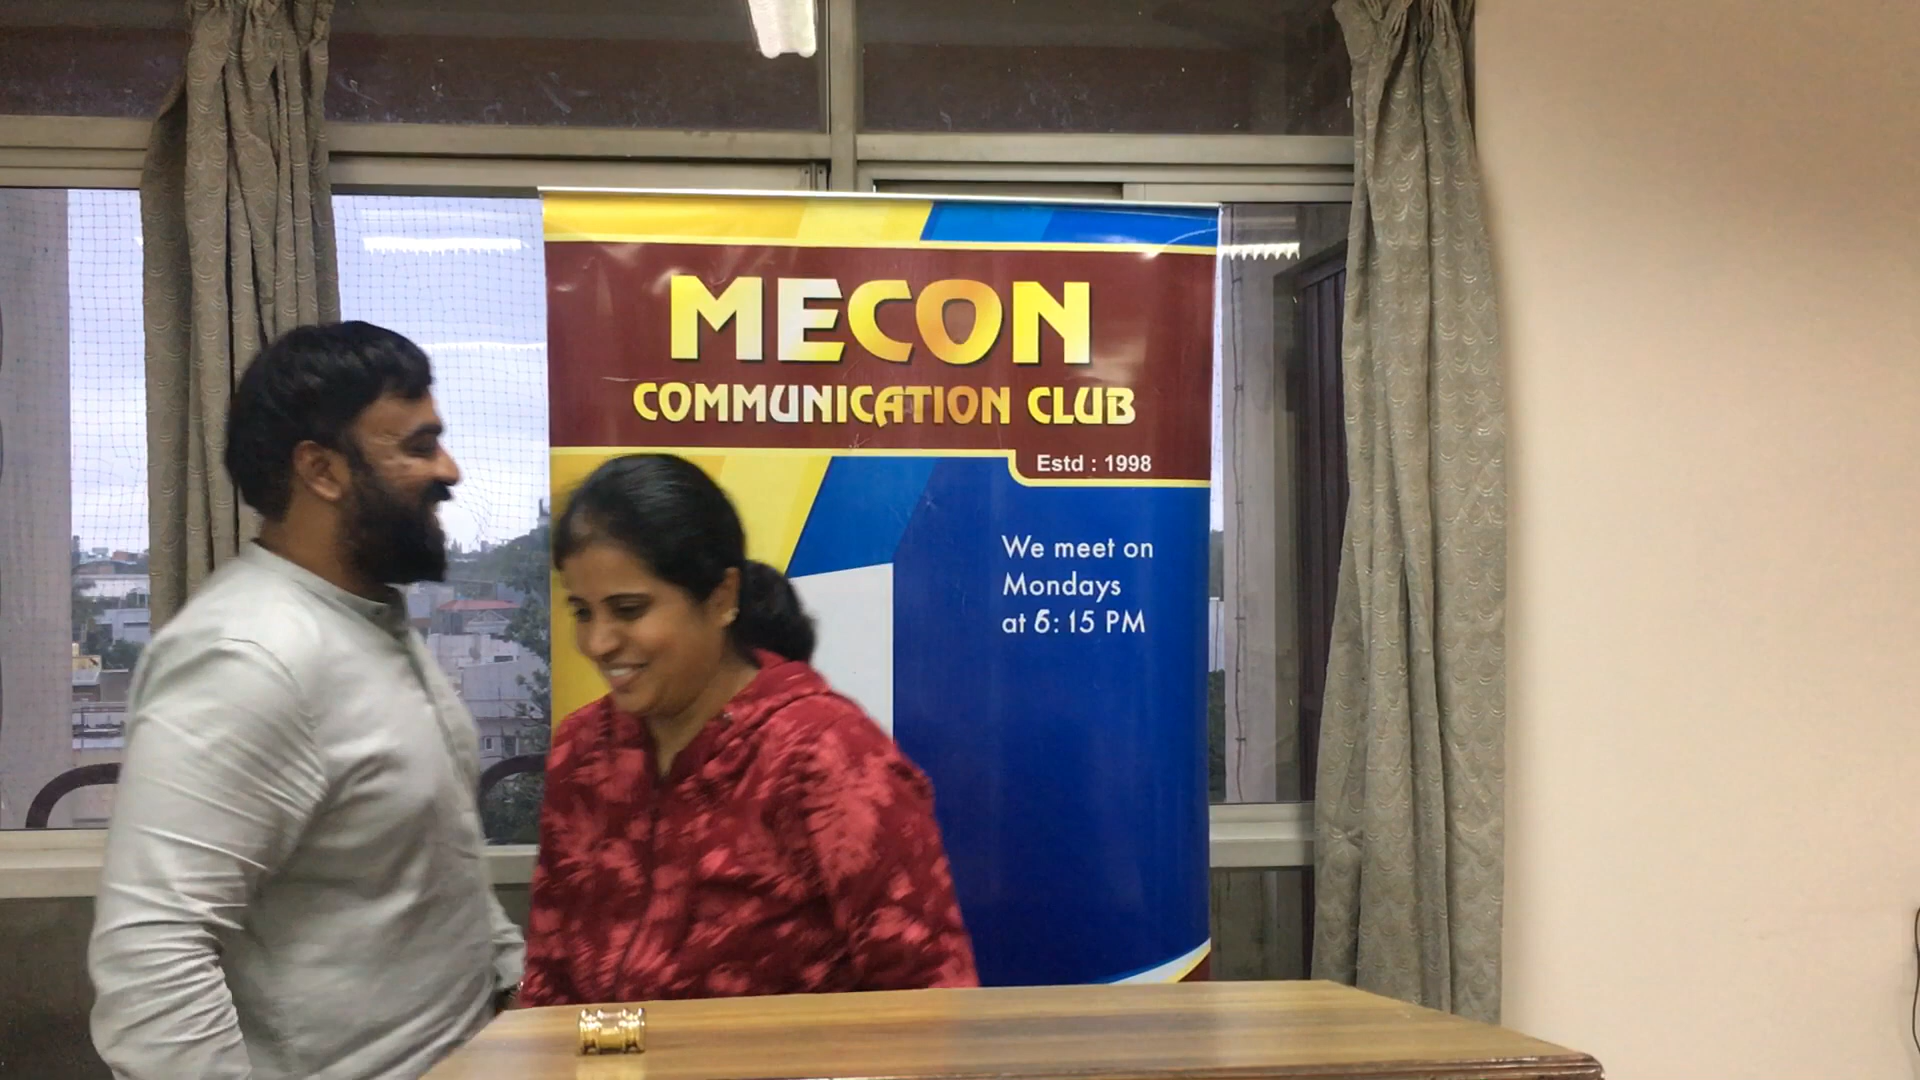 MECON
COMMUNICATION CLUB
Estd : 1998
We meet on
Mondays
at 6:15 PM